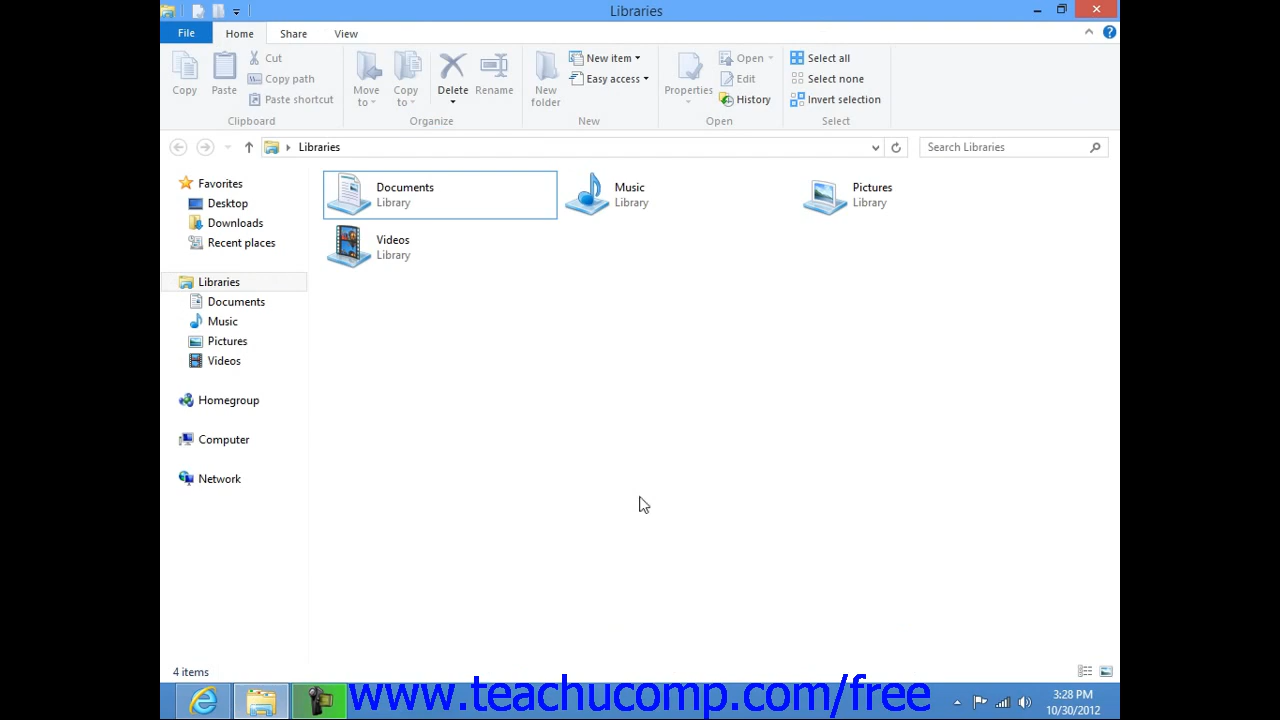 Libraries
File Home Share View
Copy
Paste
Cut
Copy path
Paste shortcut
Clipboard
Move to
Copy to
Delete
Rename
Organize
New folder
New item
Easy access
New
Properties
Open
Edit
History
Open
Select all
Select none
Invert selection
Select
Libraries
Search Libraries
Favorites
Desktop
Downloads
Recent places
Libraries
Documents
Music
Pictures
Videos
Homegroup
Computer
Network
Documents
Library
Music
Library
Pictures
Library
Videos
Library
4 items
www.teachucomp.com/free
3:28 PM
10/30/2012